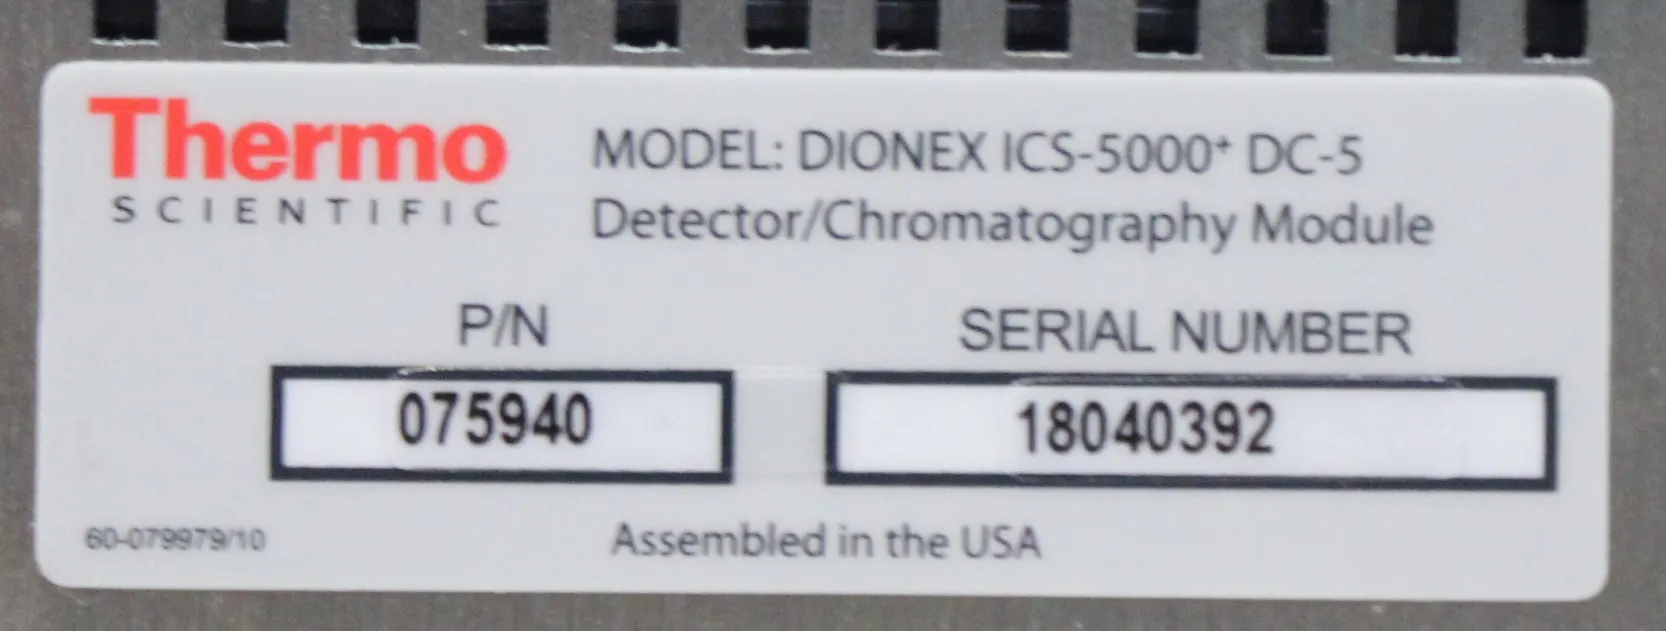 Thermo
SCIENTIFIC
MODEL: DIONEX ICS-5000⁺ DC-5
Detector/Chromatography Module
P/N
SERIAL NUMBER
075940
18040392
60-079979/10
Assembled in the USA